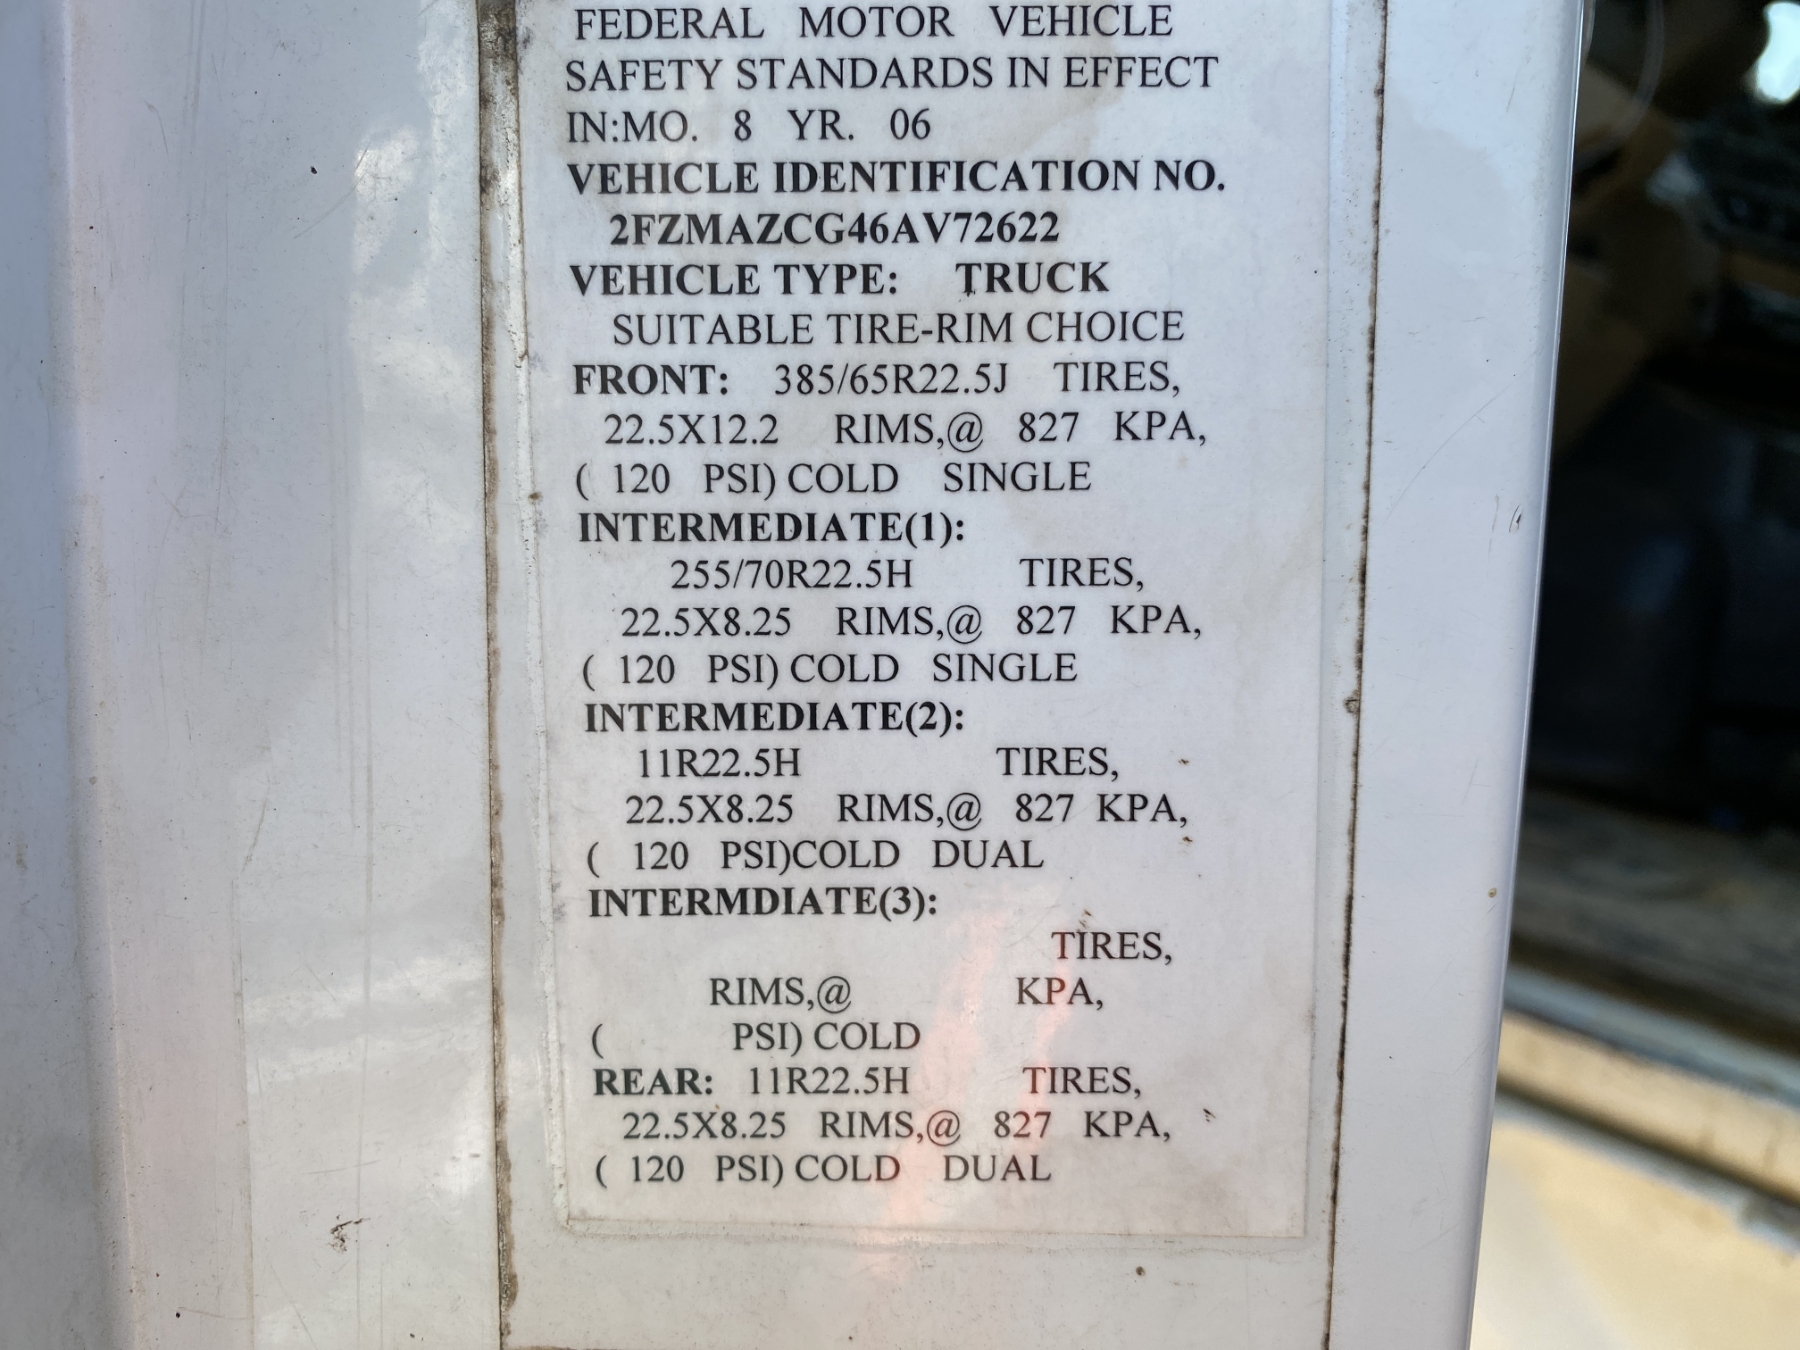 FEDERAL MOTOR VEHICLE
SAFETY STANDARDS IN EFFECT
IN:MO. 8 YR. 06
VEHICLE IDENTIFICATION NO.
2FZMAZCG46AV72622
VEHICLE TYPE: TRUCK
SUITABLE TIRE-RIM CHOICE
FRONT: 385/65R22.5J TIRES,
22.5X12.2 RIMS,@ 827 KPA,
( 120 PSI) COLD SINGLE
INTERMEDIATE(1):
255/70R22.5H TIRES,
22.5X8.25 RIMS,@ 827 KPA,
( 120 PSI) COLD SINGLE
INTERMEDIATE(2):
11R22.5H TIRES,
22.5X8.25 RIMS,@ 827 KPA,
( 120 PSI)COLD DUAL
INTERMDIATE(3):
TIRES,
RIMS,@ KPA,
( PSI) COLD
REAR: 11R22.5H TIRES,
22.5X8.25 RIMS,@ 827 KPA,
( 120 PSI) COLD DUAL